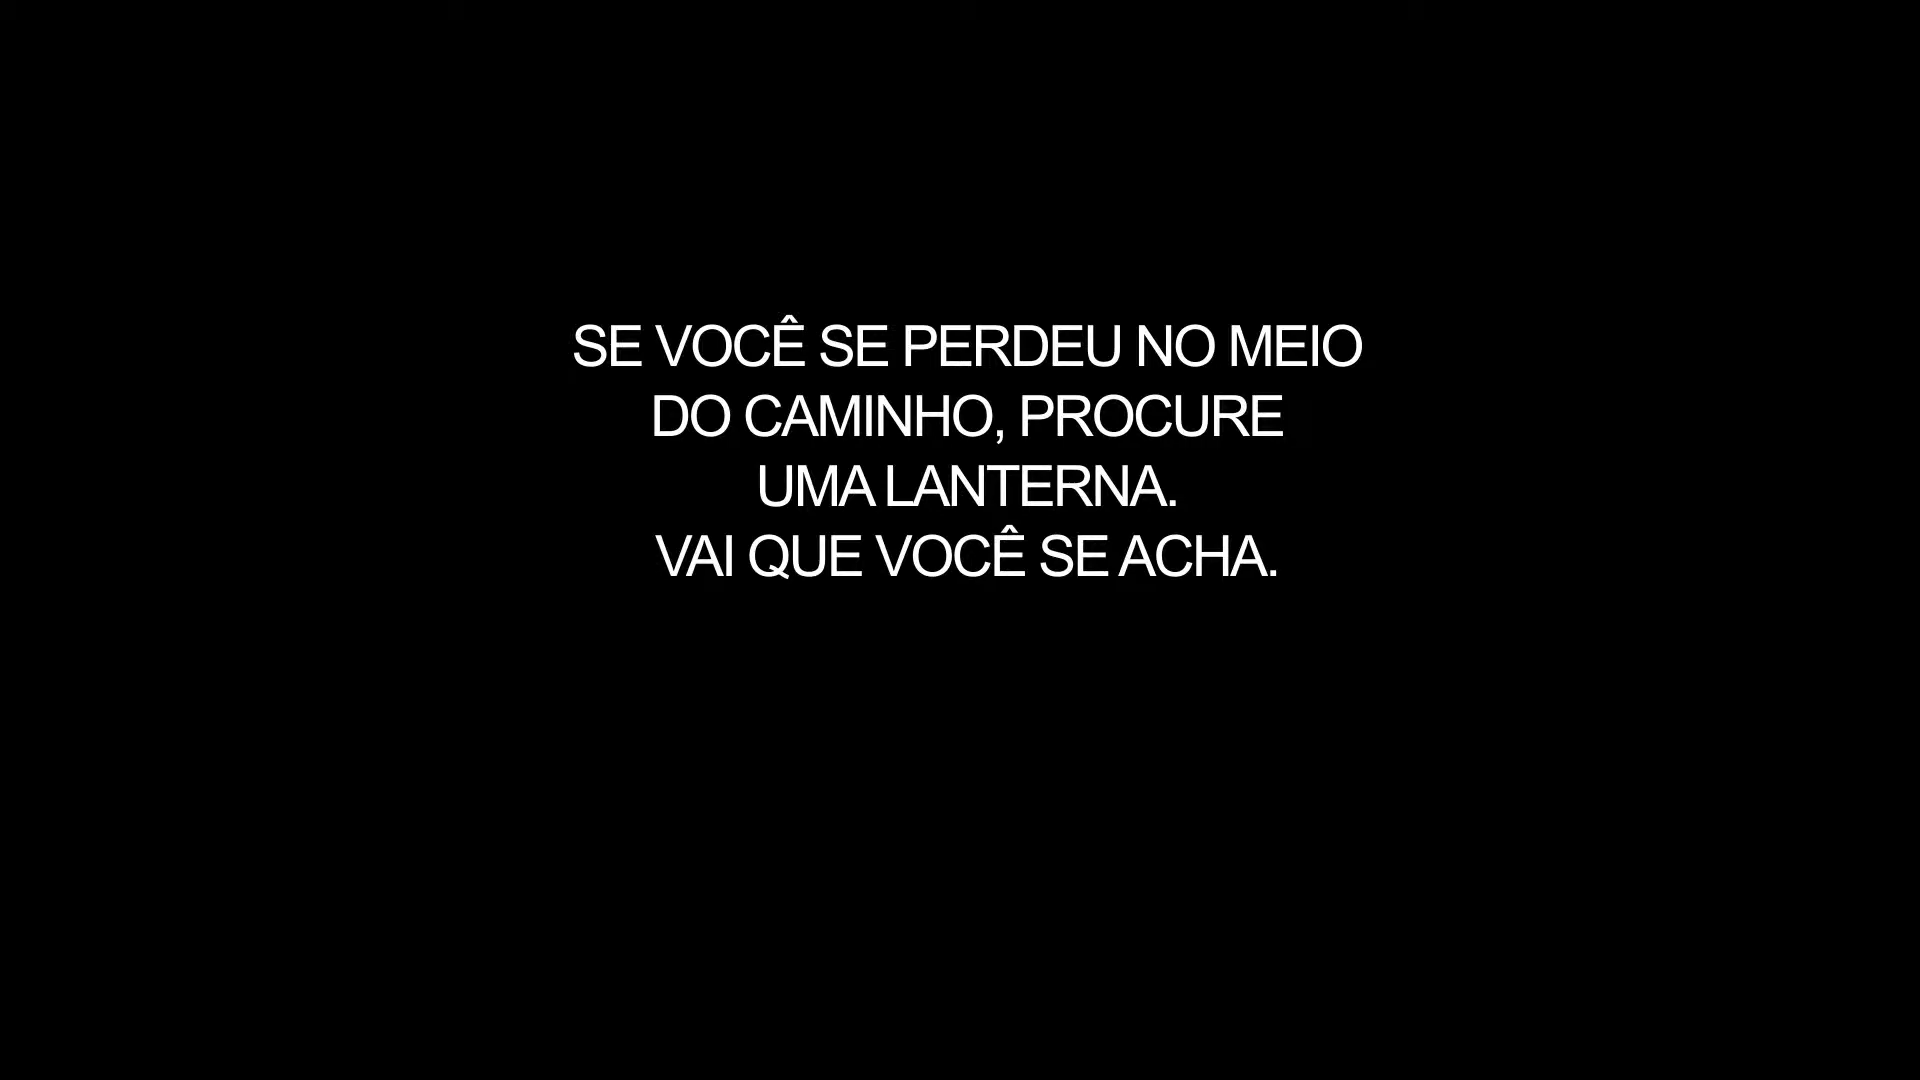 SE VOCÊ SE PERDEU NO MEIO
DO CAMINHO, PROCURE
UMA LANTERNA.
VAI QUE VOCÊ SE ACHA.